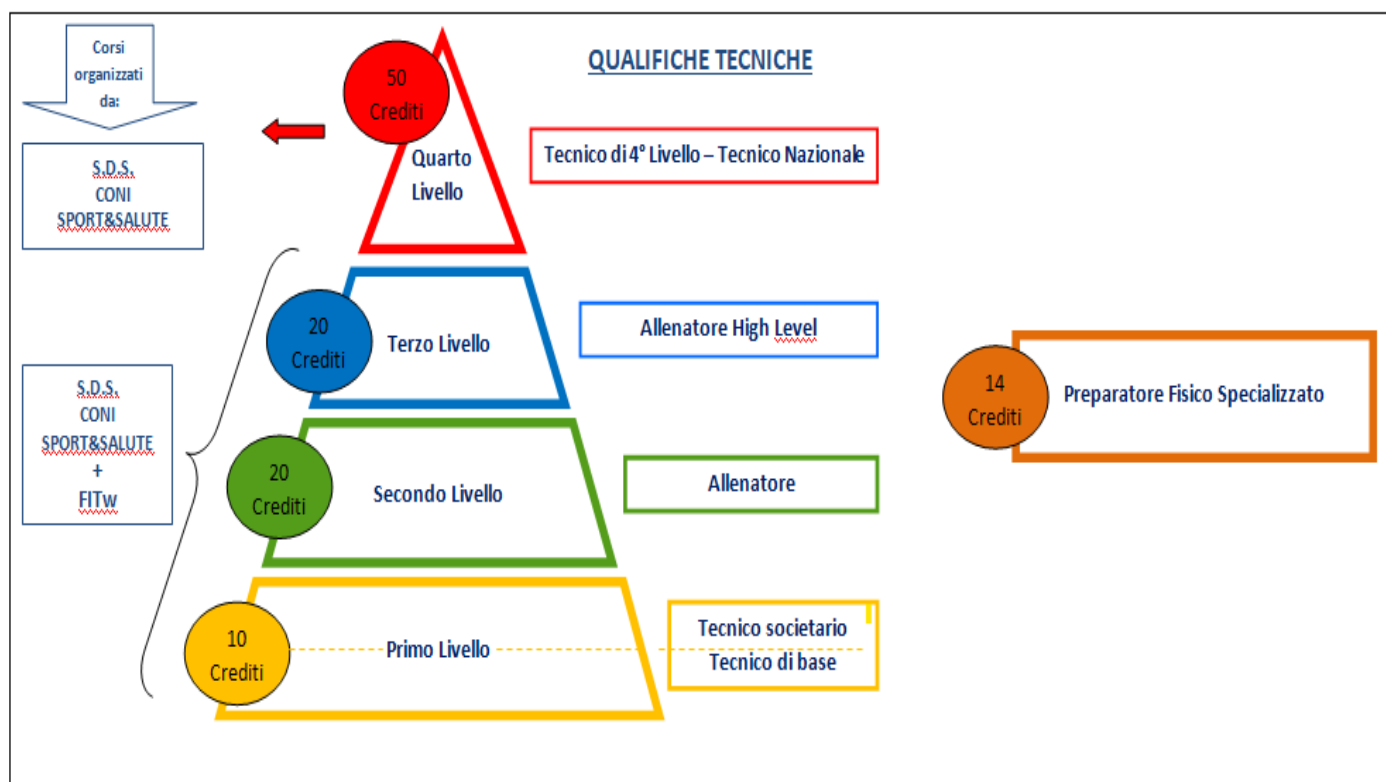 Corsi
organizzati
da:
QUALIFICHE TECNICHE
50
Crediti
Quarto
Livello
Tecnico di 4° Livello – Tecnico Nazionale
S.D.S.
CONI
SPORT&SALUTE
20
Crediti
Terzo Livello
Allenatore High Level
S.D.S.
CONI
SPORT&SALUTE
+
FITw
14
Crediti
Preparatore Fisico Specializzato
20
Crediti
Secondo Livello
Allenatore
10
Crediti
Primo Livello
Tecnico societario
Tecnico di base